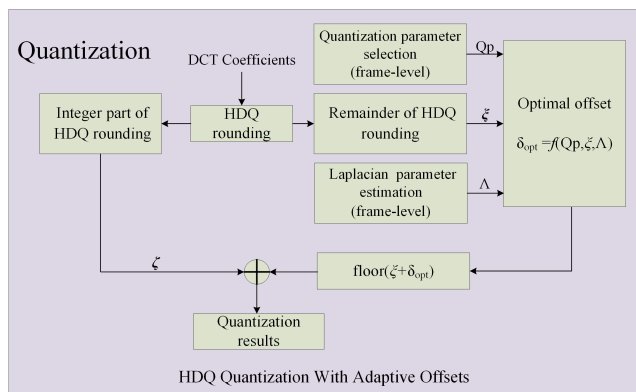 Quantization
DCT Coefficients
Quantization parameter
selection
(frame-level)
Qp
Integer part of
HDQ rounding
HDQ
rounding
Remainder of HDQ
rounding
ξ
Optimal offset
δopt =f(Qp,ξ,Λ)
Laplacian parameter
estimation
(frame-level)
Λ
ζ
floor(ξ+δopt)
Quantization
results
HDQ Quantization With Adaptive Offsets